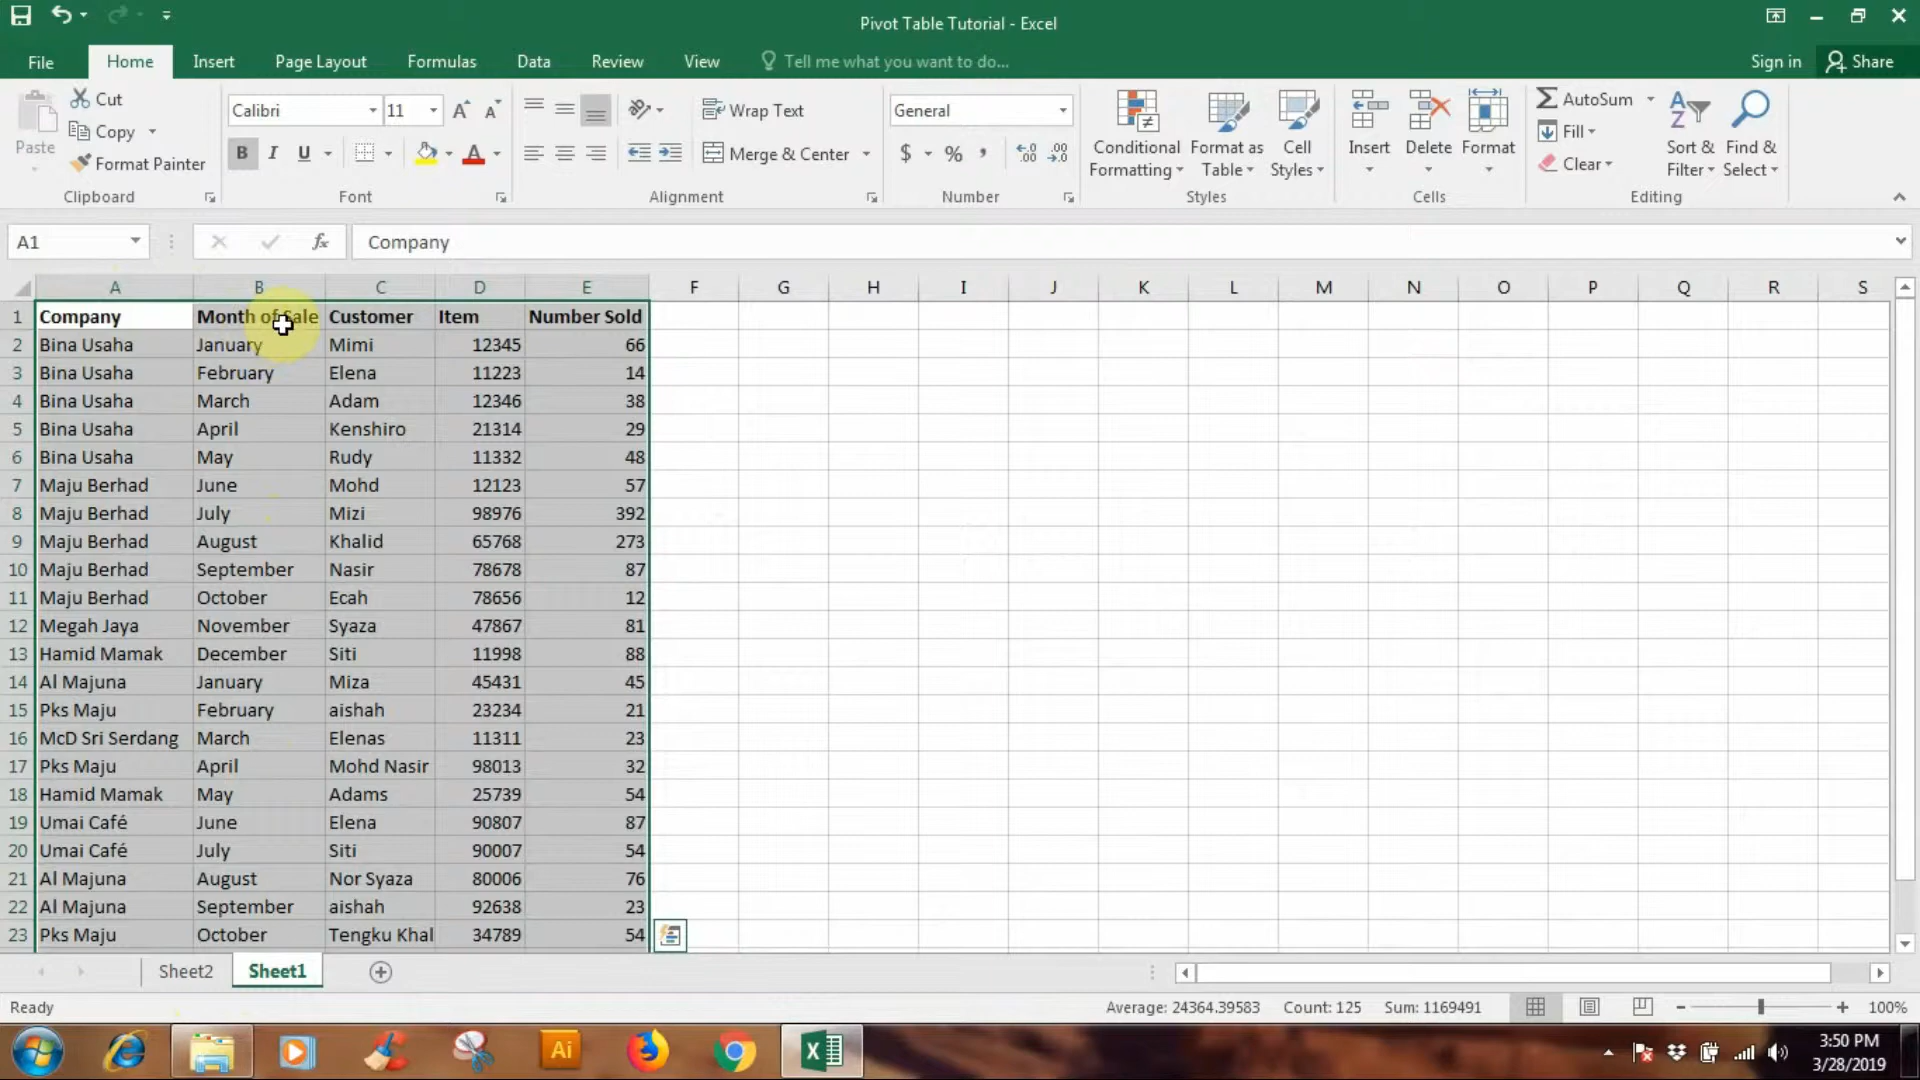 Pivot Table Tutorial - Excel
File Home Insert Page Layout Formulas Data Review View Tell me what you want to do... Sign in Share
Paste Cut Copy Format Painter Clipboard
Calibri 11 B I U A Font
Wrap Text Merge & Center Alignment
General $ % , .00 Number
Conditional Formatting Format as Table Cell Styles Styles
Insert Delete Format Cells
AutoSum Fill Clear Sort & Filter Find & Select Editing
A1 fx Company
A B C D E F G H I J K L M N O P Q R S
1 Company Month of Sale Customer Item Number Sold
2 Bina Usaha January Mimi 12345 66
3 Bina Usaha February Elena 11223 14
4 Bina Usaha March Adam 12346 38
5 Bina Usaha April Kenshiro 21314 29
6 Bina Usaha May Rudy 11332 48
7 Maju Berhad June Mohd 12123 57
8 Maju Berhad July Mizi 98976 392
9 Maju Berhad August Khalid 65768 273
10 Maju Berhad September Nasir 78678 87
11 Maju Berhad October Ecah 78656 12
12 Megah Jaya November Syaza 47867 81
13 Hamid Mamak December Siti 11998 88
14 Al Majuna January Miza 45431 45
15 Pks Maju February aishah 23234 21
16 McD Sri Serdang March Elenas 11311 23
17 Pks Maju April Mohd Nasir 98013 32
18 Hamid Mamak May Adams 25739 54
19 Umai Café June Elena 90807 87
20 Umai Café July Siti 90007 54
21 Al Majuna August Nor Syaza 80006 76
22 Al Majuna September aishah 92638 23
23 Pks Maju October Tengku Khal 34789 54
Sheet2 Sheet1
Ready Average: 24364.39583 Count: 125 Sum: 1169491 100%
Ai
3:50 PM
3/28/2019